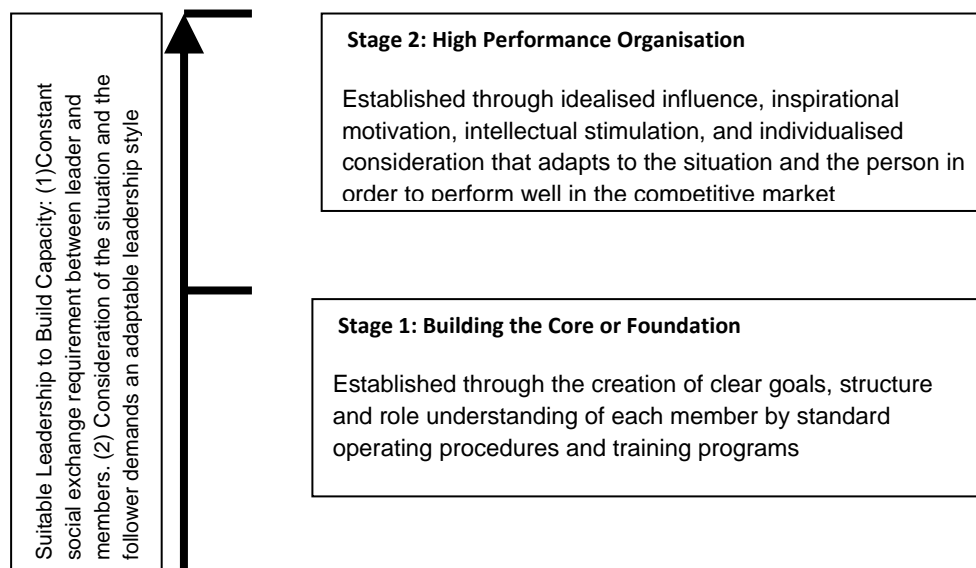 Suitable Leadership to Build Capacity: (1)Constant
social exchange requirement between leader and
members. (2) Consideration of the situation and the
follower demands an adaptable leadership style
Stage 2: High Performance Organisation
Established through idealised influence, inspirational
motivation, intellectual stimulation, and individualised
consideration that adapts to the situation and the person in
order to perform well in the competitive market
Stage 1: Building the Core or Foundation
Established through the creation of clear goals, structure
and role understanding of each member by standard
operating procedures and training programs